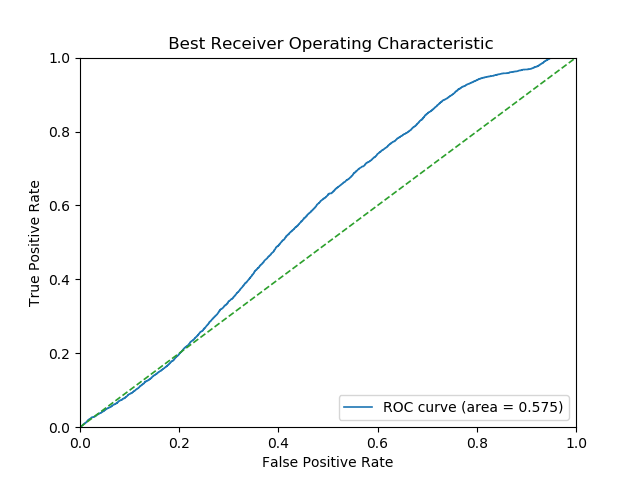 Best Receiver Operating Characteristic
True Positive Rate
1.0
0.8
0.6
0.4
0.2
0.0
0.0 0.2 0.4 0.6 0.8 1.0
False Positive Rate
ROC curve (area = 0.575)